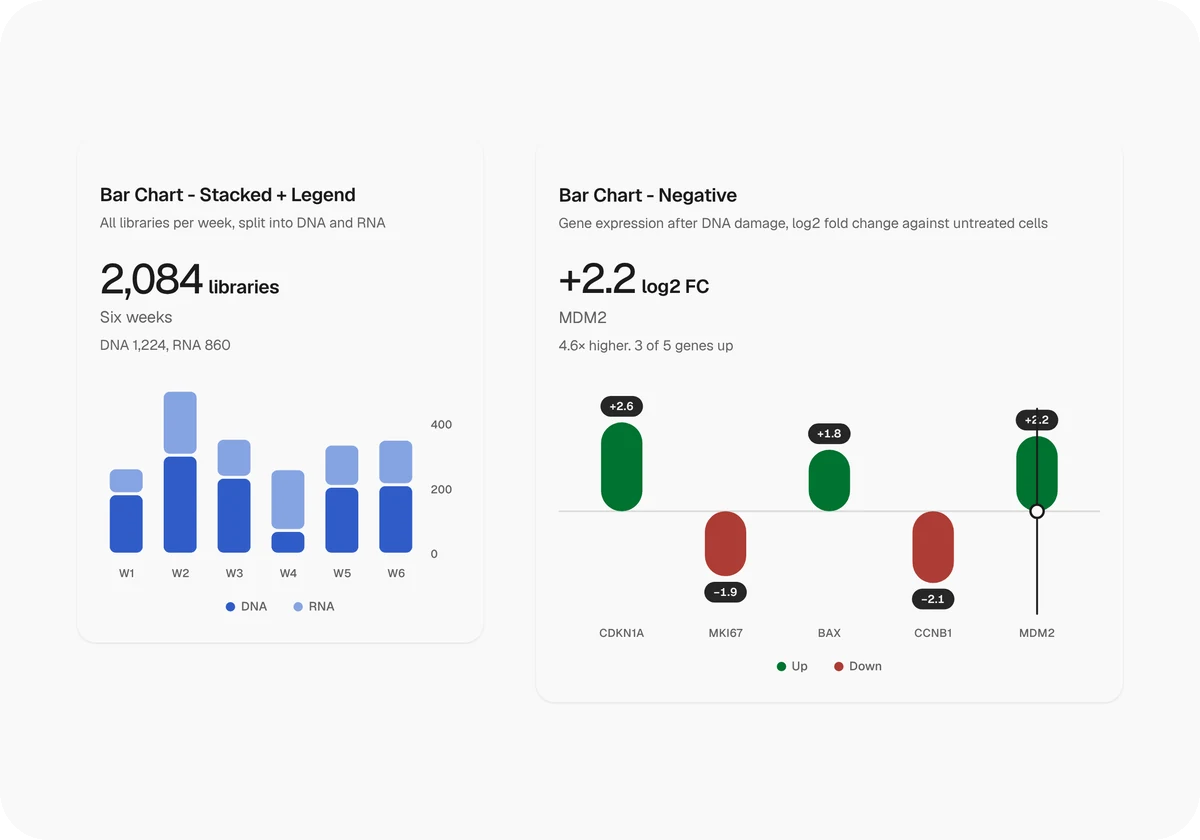 Bar Chart - Stacked + Legend
All libraries per week, split into DNA and RNA
2,084 libraries
Six weeks
DNA 1,224, RNA 860
400
200
0
W1 W2 W3 W4 W5 W6
DNA RNA
Bar Chart - Negative
Gene expression after DNA damage, log2 fold change against untreated cells
+2.2 log2 FC
MDM2
4.6× higher. 3 of 5 genes up
+2.6
+2.2
+1.8
−1.9
−2.1
CDKN1A MKI67 BAX CCNB1 MDM2
Up Down